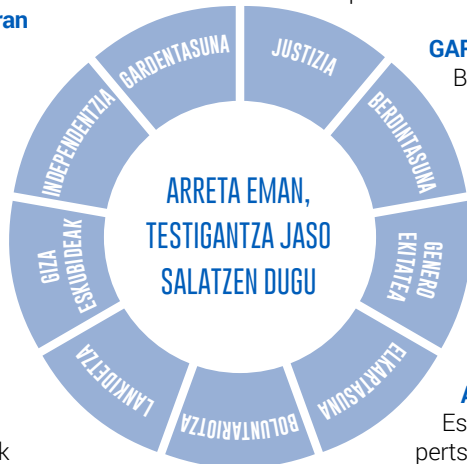 ran
GAR
B
JUSTIZIA
BERDINTASUNA
GENERO
EKITATEA
ELKARTASUNA
BOLUNTARIOTZA
LANKIDETZA
GIZA
ESKUBIDEAK
INDEPENDENTZIA
GARDENTASUNA
ARRETA EMAN,
TESTIGANTZA JASO
SALATZEN DUGU
A
Es
k
perts